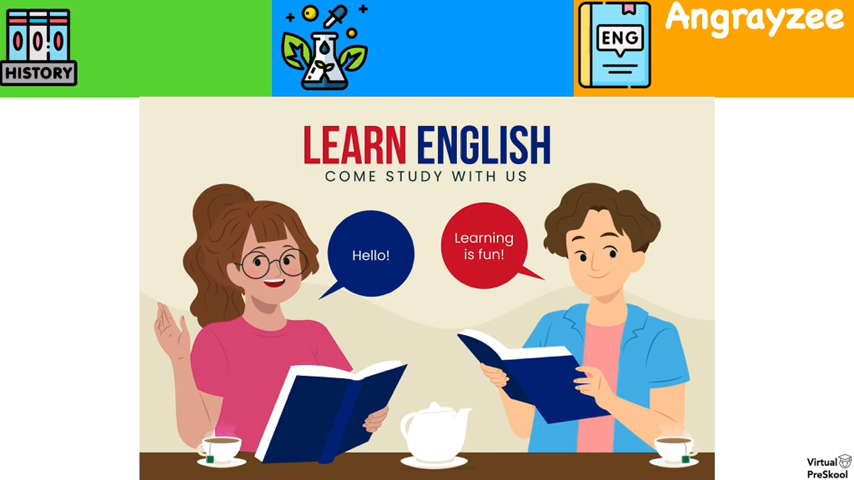 HISTORY
ENG
Angrayzee
LEARN ENGLISH
COME STUDY WITH US
Hello!
Learning
is fun!
Virtual
PreSkool